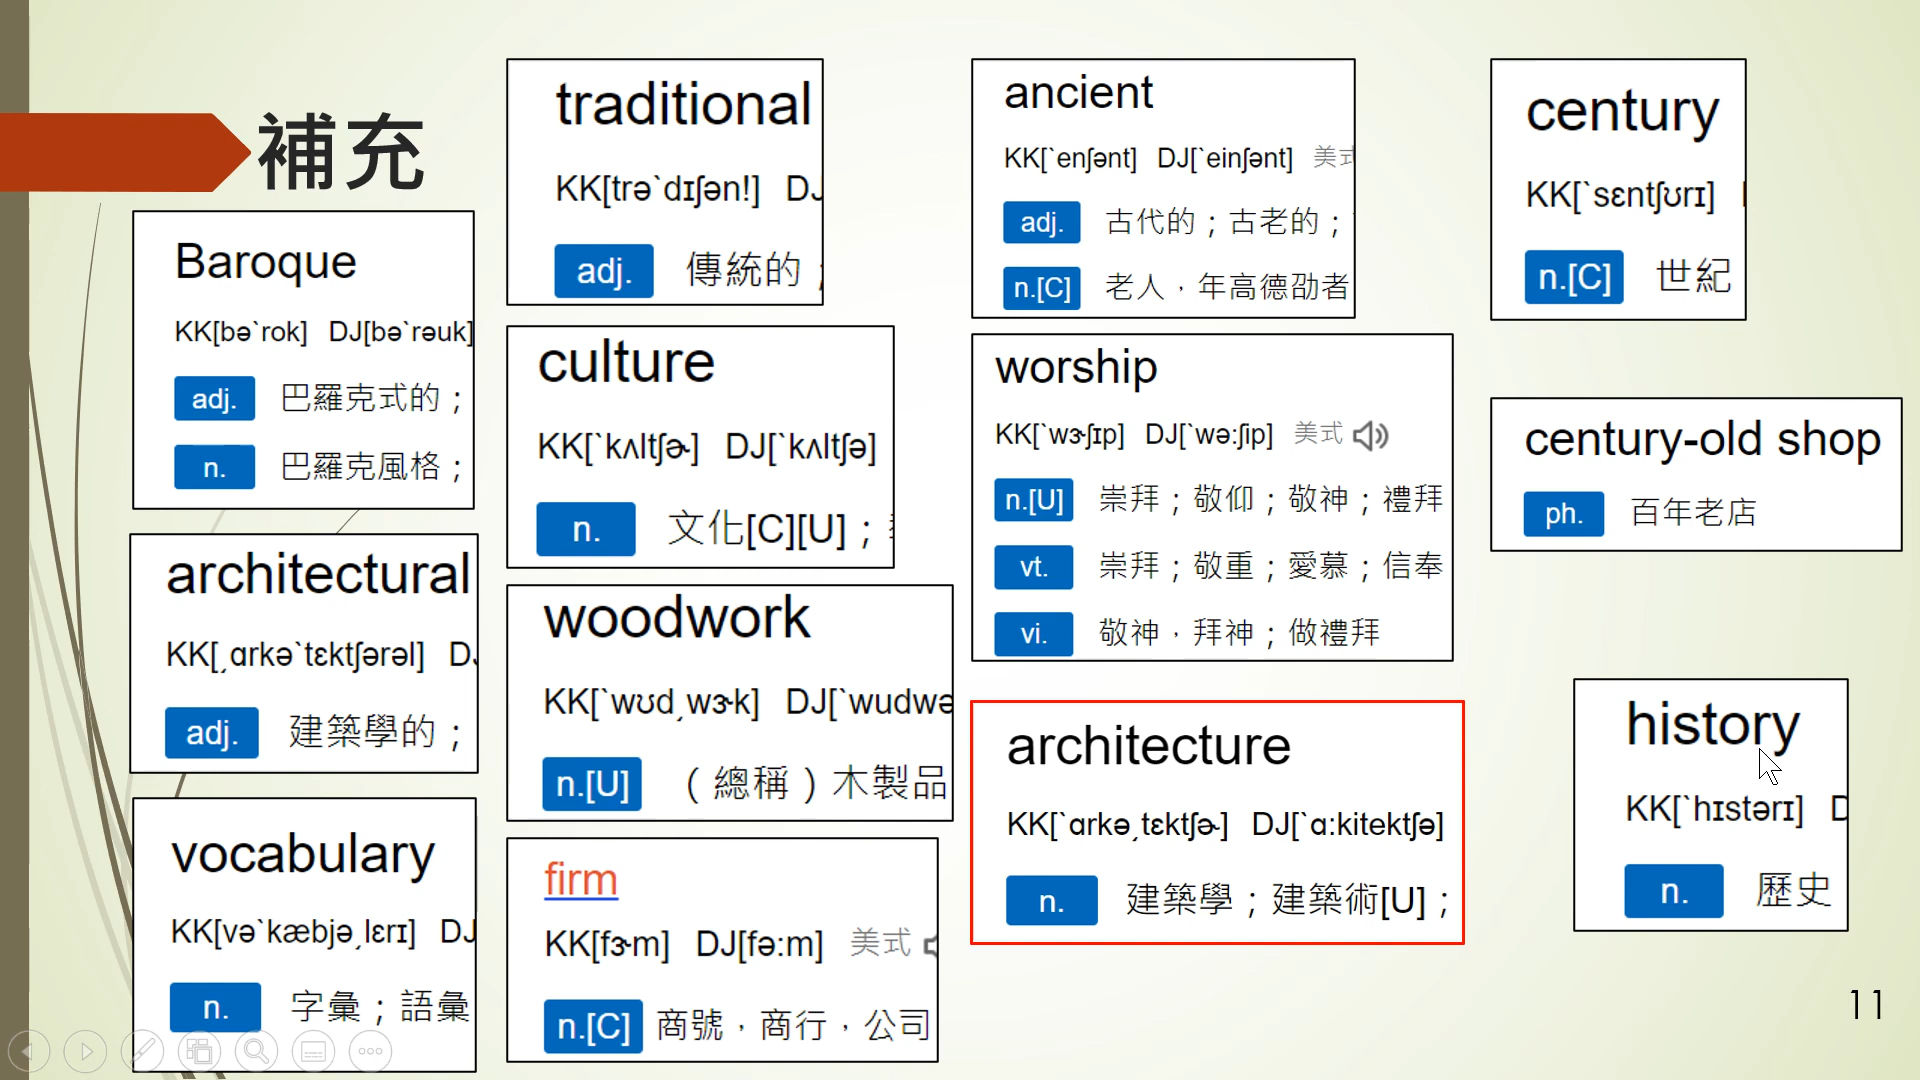 補充
Baroque
KK[bə`rok] DJ[bə`rəuk]
adj. 巴羅克式的；
n. 巴羅克風格；
architectural
KK[͵ɑrkə`tɛktʃərəl]
adj. 建築學的；
vocabulary
KK[və`kæbjə͵lɛrɪ] DJ
n. 字彙；語彙
traditional
KK[trə`dɪʃən!] DJ
adj. 傳統的；
culture
KK[`kʌltʃɚ] DJ[`kʌltʃə]
n. 文化[C][U]；
woodwork
KK[`wʊd͵wɝk] DJ[`wudwə
n.[U] （總稱）木製品
firm
KK[fɝm] DJ[fə:m] 美式
n.[C] 商號，商行，公司
ancient
KK[`enʃənt] DJ[`einʃənt] 美式
adj. 古代的；古老的；
n.[C] 老人，年高德劭者
worship
KK[`wɝʃɪp] DJ[`wə:ʃip] 美式
n.[U] 崇拜；敬仰；敬神；禮拜
vt. 崇拜；敬重；愛慕；信奉
vi. 敬神，拜神；做禮拜
architecture
KK[`ɑrkə͵tɛktʃɚ] DJ[`ɑ:kitektʃə]
n. 建築學；建築術[U]；
century
KK[`sɛntʃʊrɪ]
n.[C] 世紀
century-old shop
ph. 百年老店
history
KK[`hɪstərɪ] D
n. 歷史
11